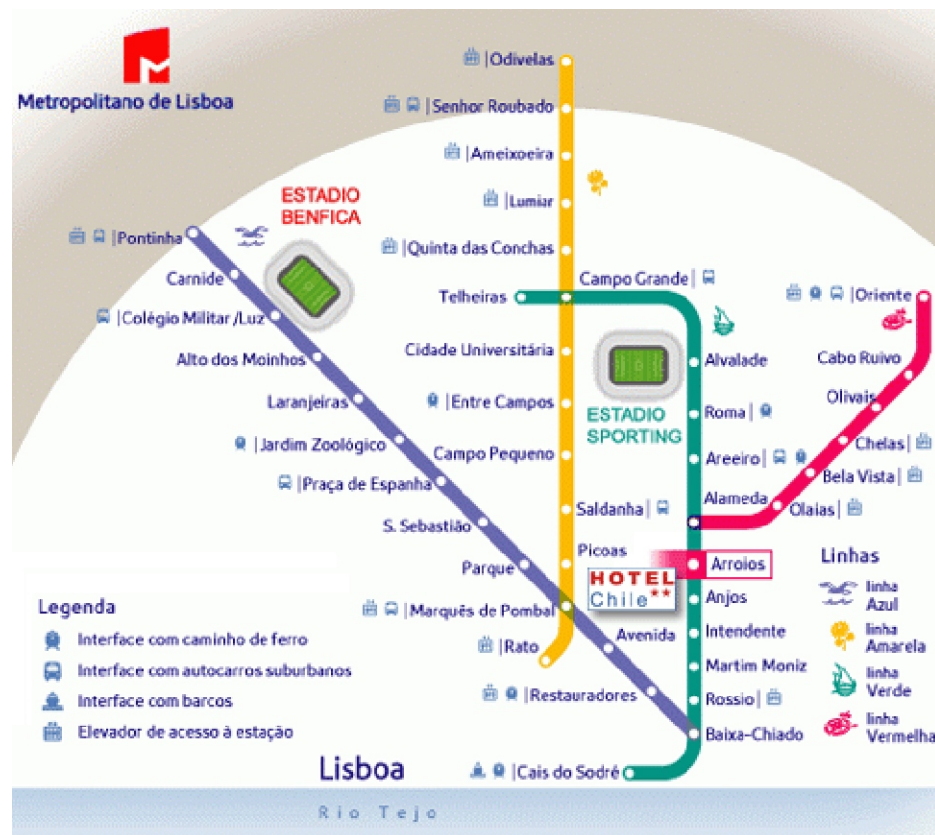 Metropolitano de Lisboa
|Odivelas
|Senhor Roubado
|Ameixoeira
|Lumiar
|Quinta das Conchas
ESTADIO
BENFICA
|Pontinha
Carnide
|Colégio Militar/Luz
Alto dos Moinhos
Laranjeiras
|Jardim Zoológico
|Praça de Espanha
S. Sebastião
Parque
|Marquês de Pombal
|Rato
Avenida
|Restauradores
Telheiras
Campo Grande|
Cidade Universitária
|Entre Campos
Campo Pequeno
Saldanha|
Picoas
ESTADIO
SPORTING
Alvalade
Roma|
Areeiro|
Alameda
Arroios
HOTEL
Chile**
Anjos
Intendente
Martim Moniz
Rossio|
Baixa-Chiado
|Cais do Sodré
|Oriente
Cabo Ruivo
Olivais
Chelas|
Bela Vista|
Olaias|
Linhas
linha
Azul
linha
Amarela
linha
Verde
linha
Vermelha
Legenda
Interface com caminho de ferro
Interface com autocarros suburbanos
Interface com barcos
Elevador de acesso à estação
Lisboa
Rio Tejo